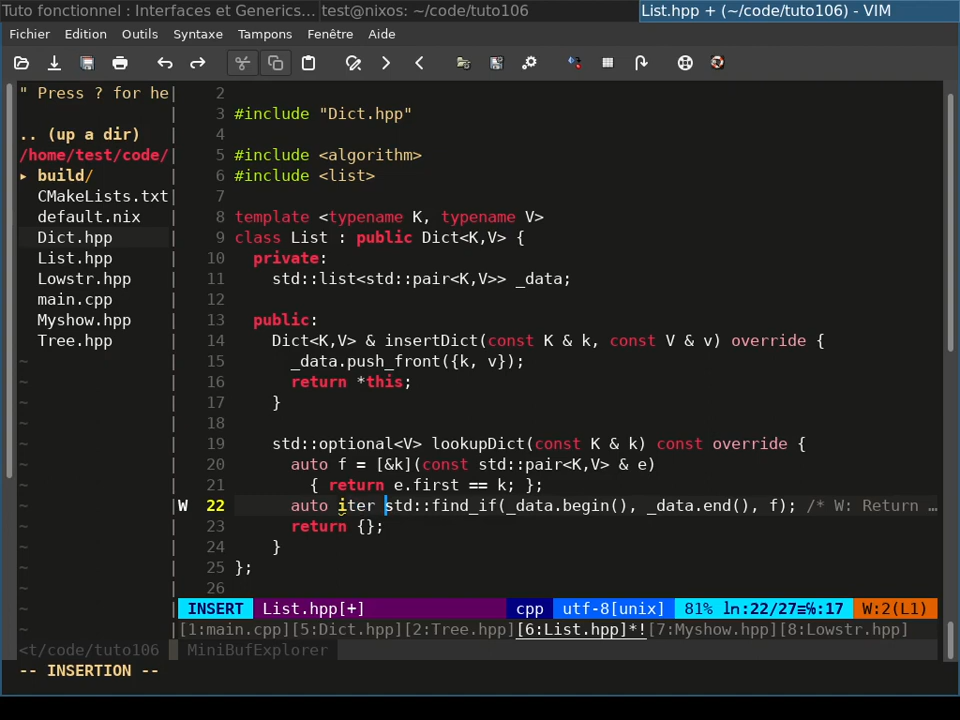 Tuto fonctionnel : Interfaces et Generics... test@nixos: ~/code/tuto106 List.hpp + (~/code/tuto106) - VIM
Fichier Edition Outils Syntaxe Tampons Fenêtre Aide
" Press ? for he|
.. (up a dir) |
/home/test/code/|
▸ build/ |
CMakeLists.txt|
default.nix |
Dict.hpp |
List.hpp |
Lowstr.hpp |
main.cpp |
Myshow.hpp |
Tree.hpp |
2
3 #include "Dict.hpp"
4
5 #include <algorithm>
6 #include <list>
7
8 template <typename K, typename V>
9 class List : public Dict<K,V> {
10 private:
11 std::list<std::pair<K,V>> _data;
12
13 public:
14 Dict<K,V> & insertDict(const K & k, const V & v) override {
15 _data.push_front({k, v});
16 return *this;
17 }
18
19 std::optional<V> lookupDict(const K & k) const override {
20 auto f = [&k](const std::pair<K,V> & e)
21 { return e.first == k; };
W 22 auto iter std::find_if(_data.begin(), _data.end(), f); /* W: Return …
23 return {};
24 }
25 };
26
INSERT List.hpp[+] cpp utf-8[unix] 81% ln:22/27≡%:17 W:2(L1)
[1:main.cpp][5:Dict.hpp][2:Tree.hpp][6:List.hpp]*![7:Myshow.hpp][8:Lowstr.hpp]
<t/code/tuto106 MiniBufExplorer
-- INSERTION --